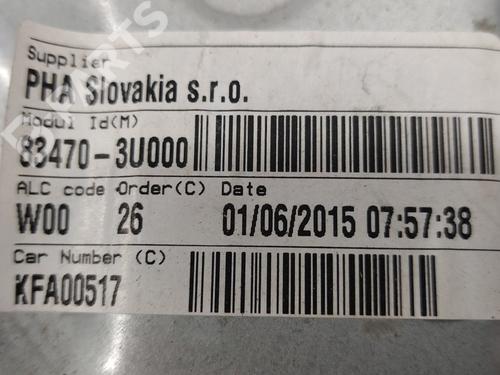 Supplier
PHA Slovakia s.r.o.
Modul Id(M)
83470-3U000
ALC code Order(C) Date
W00 26 01/06/2015 07:57:38
Car Number (C)
KFA00517